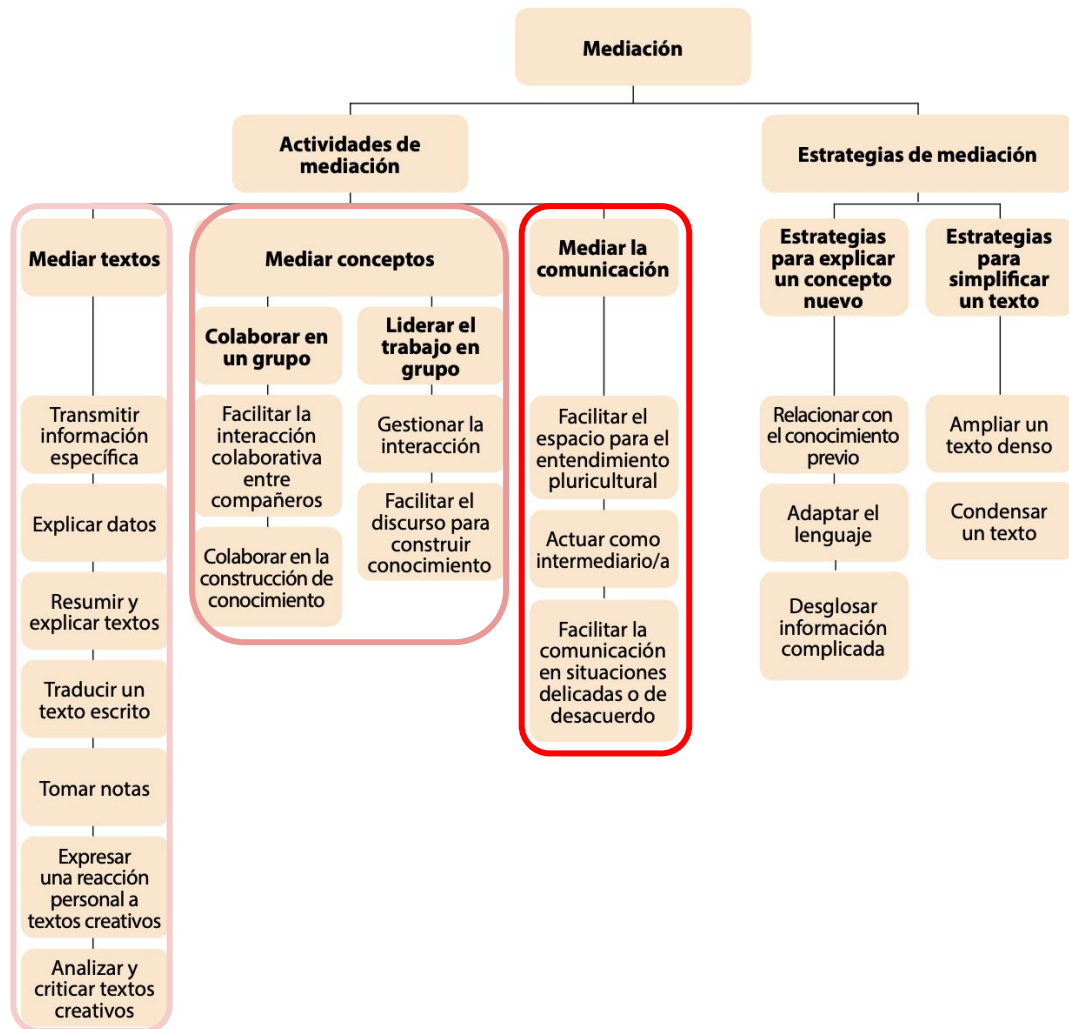 Mediación
Actividades de
mediación
Estrategias de mediación
Mediar textos
Mediar conceptos
Mediar la
comunicación
Estrategias
para explicar
un concepto
nuevo
Estrategias
para
simplificar
un texto
Colaborar en
un grupo
Liderar el
trabajo en
grupo
Transmitir
información
específica
Explicar datos
Resumir y
explicar textos
Traducir un
texto escrito
Tomar notas
Expresar
una reacción
personal a
textos creativos
Analizar y
criticar textos
creativos
Facilitar la
interacción
colaborativa
entre
compañeros
Colaborar en la
construcción de
conocimiento
Gestionar la
interacción
Facilitar el
discurso para
construir
conocimiento
Facilitar el
espacio para el
entendimiento
pluricultural
Actuar como
intermediario/a
Facilitar la
comunicación
en situaciones
delicadas o de
desacuerdo
Relacionar con
el conocimiento
previo
Adaptar el
lenguaje
Desglosar
información
complicada
Ampliar un
texto denso
Condensar
un texto